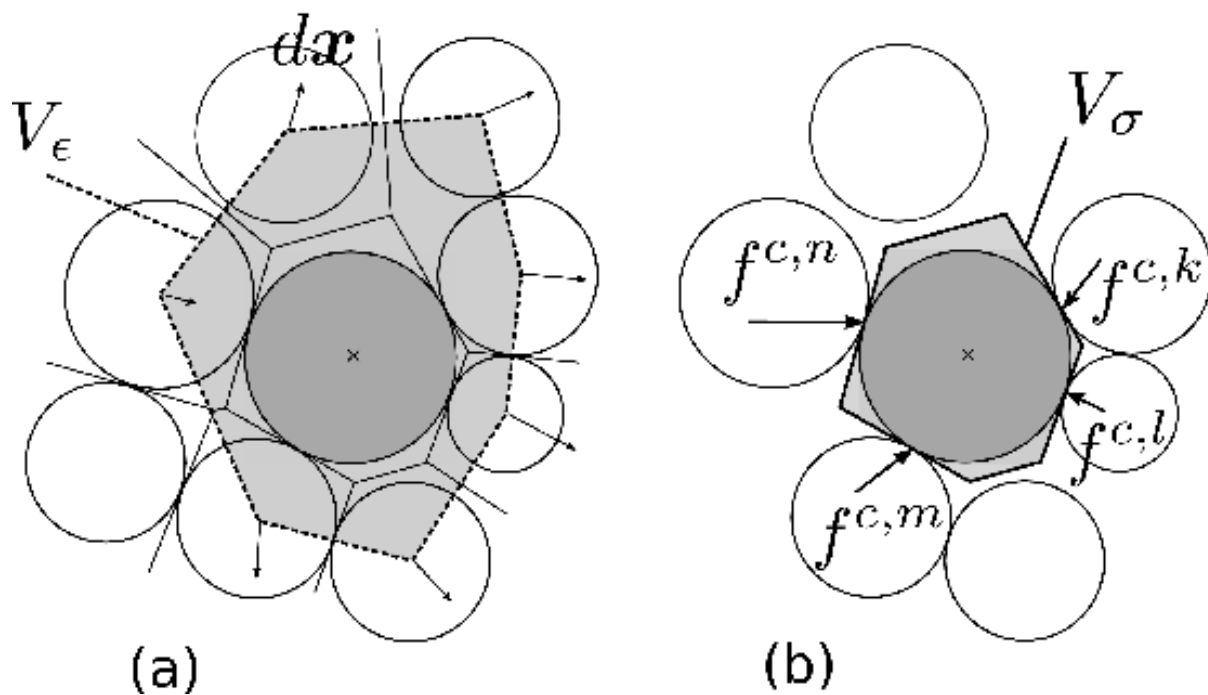 dx
V_ϵ
V_σ
f^{c,n}
f^{c,k}
f^{c,l}
f^{c,m}
(a)
(b)